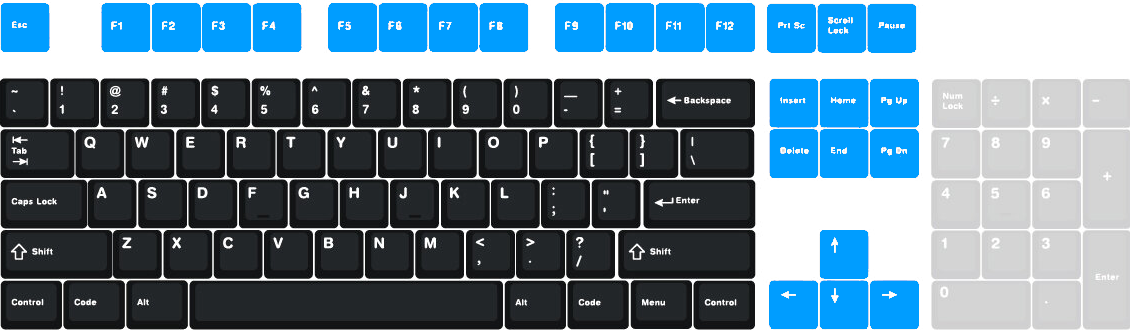 Esc F1 F2 F3 F4 F5 F6 F7 F8 F9 F10 F11 F12 Prt Sc Scroll Lock Pause
~ ! @ # $ % ^ & * ( ) — +
` 1 2 3 4 5 6 7 8 9 0 - = ← Backspace Insert Home Pg Up Num Lock ÷ × −
Tab Q W E R T Y U I O P { [ } ] | \ Delete End Pg Dn 7 8 9 +
Caps Lock A S D F G H J K L : ; " ' Enter 4 5 6
Shift Z X C V B N M < , > . ? / Shift ↑ 1 2 3 Enter
Control Code Alt Alt Code Menu Control ← ↓ → 0 .